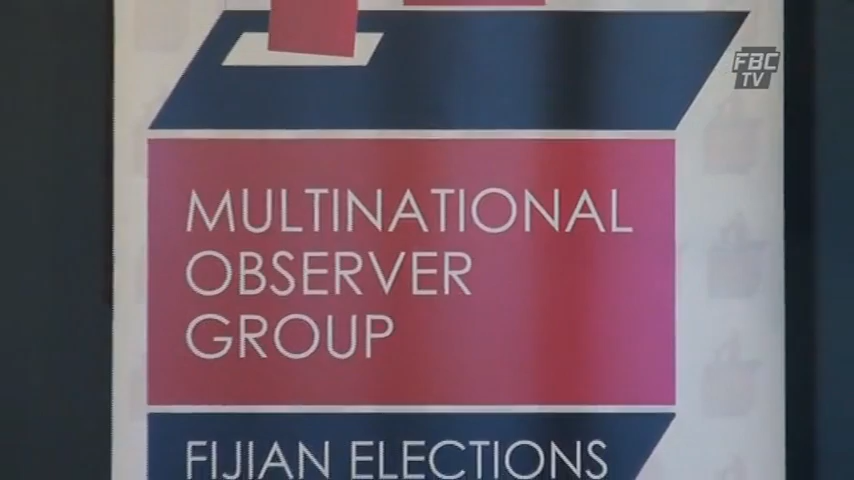 FBC
TV
MULTINATIONAL
OBSERVER
GROUP
FIJIAN ELECTIONS